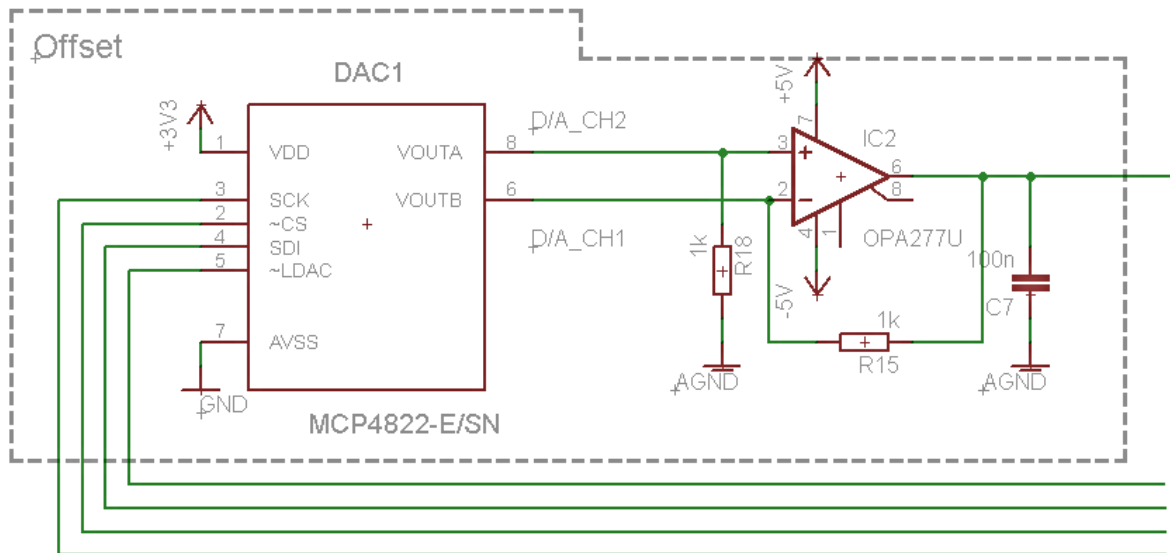 Offset
DAC1
+3V3
1
VDD
VOUTA
8
D/A_CH2
3
SCK
VOUTB
6
D/A_CH1
2
~CS
4
SDI
5
~LDAC
7
AVSS
GND
MCP4822-E/SN
+5V
7
IC2
3
+
2
-
6
8
4
1
OPA277U
-5V
1k
R18
AGND
1k
R15
100n
C7
AGND